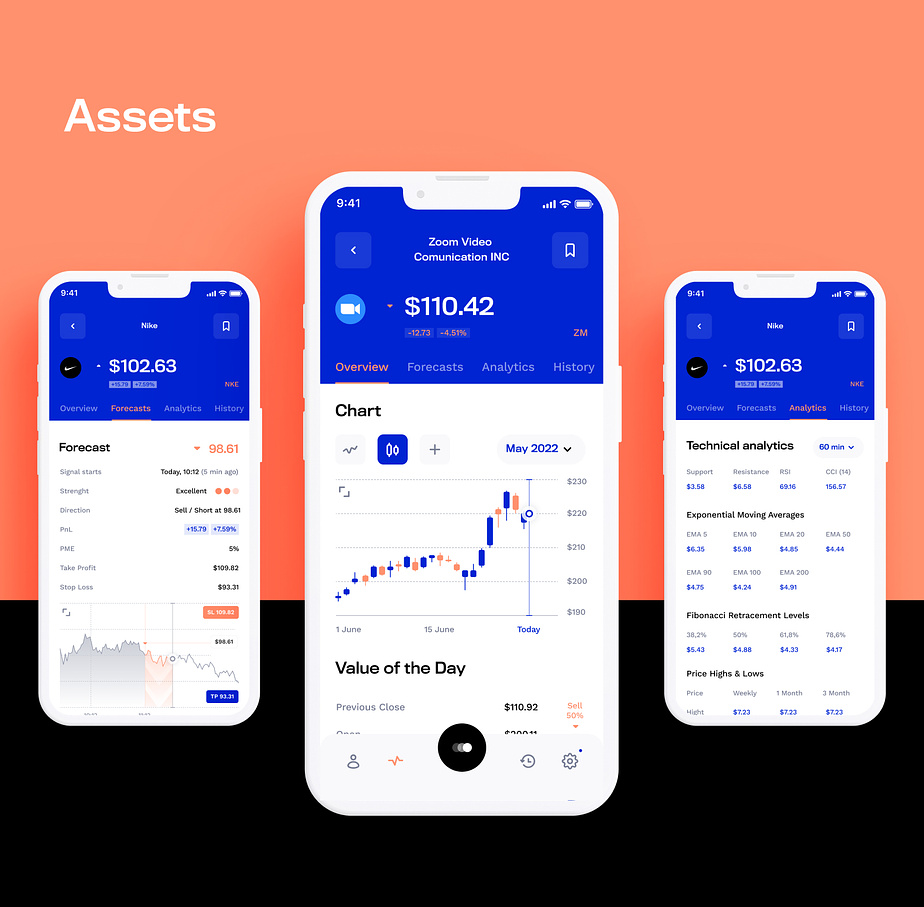 Assets
9:41
Nike
$102.63
+15.79 +7.59%
NKE
Overview Forecasts Analytics History
Forecast 98.61
Signal starts Today, 10:12 (5 min ago)
Strenght Excellent
Direction Sell / Short at 98.61
PnL +15.79 +7.59%
PME 5%
Take Profit $109.82
Stop Loss $93.31
SL 109.82
$98.61
TP 93.31
9:41
Zoom Video
Comunication INC
$110.42
-12.73 -4.51%
ZM
Overview Forecasts Analytics History
Chart
May 2022
$230
$220
$210
$200
$190
1 June 15 June Today
Value of the Day
Previous Close $110.92 Sell
50%
9:41
Nike
$102.63
+15.79 +7.59%
NKE
Overview Forecasts Analytics History
Technical analytics 60 min
Support Resistance RSI CCI (14)
$3.58 $6.58 69.16 156.57
Exponential Moving Averages
EMA 5 EMA 10 EMA 20 EMA 50
$6.35 $5.98 $4.85 $4.44
EMA 90 EMA 100 EMA 200
$4.75 $4.24 $4.91
Fibonacci Retracement Levels
38,2% 50% 61,8% 78,6%
$5.43 $4.88 $4.33 $4.17
Price Highs & Lows
Price Weekly 1 Month 3 Month
Hight $7.23 $7.23 $7.23